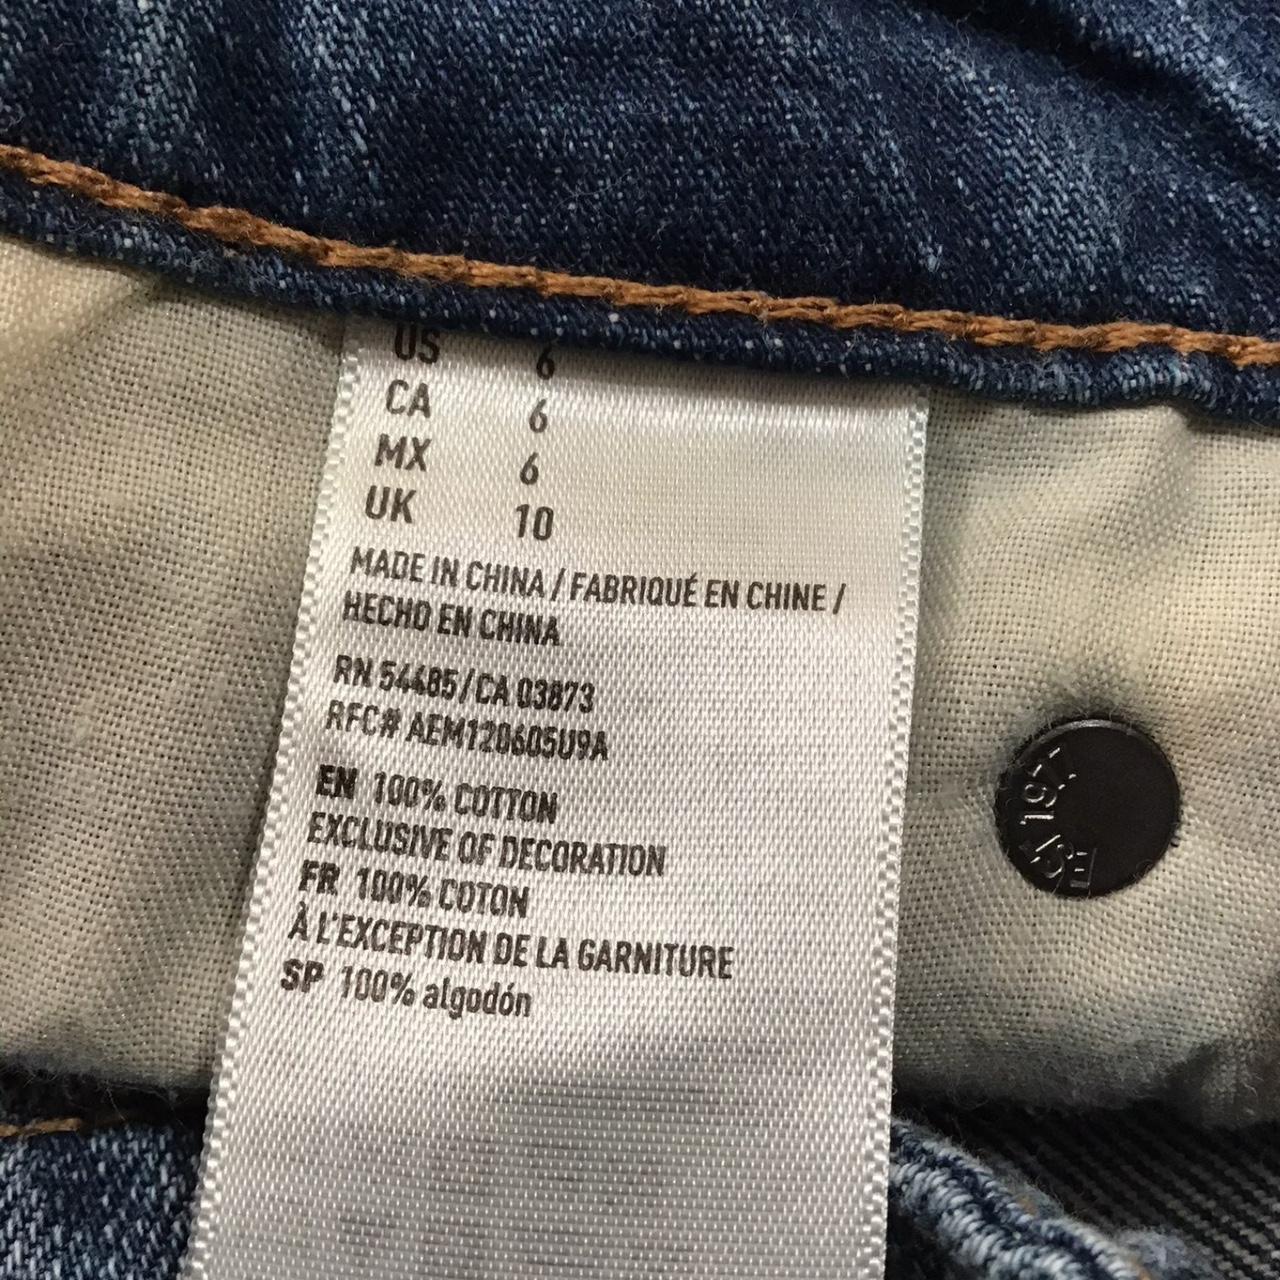 US 6
CA 6
MX 6
UK 10
MADE IN CHINA / FABRIQUÉ EN CHINE /
HECHO EN CHINA
RN 54485 / CA 03873
RFC# AEM120605U9A
EN 100% COTTON
EXCLUSIVE OF DECORATION
FR 100% COTON
À L'EXCEPTION DE LA GARNITURE
SP 100% algodón
1977